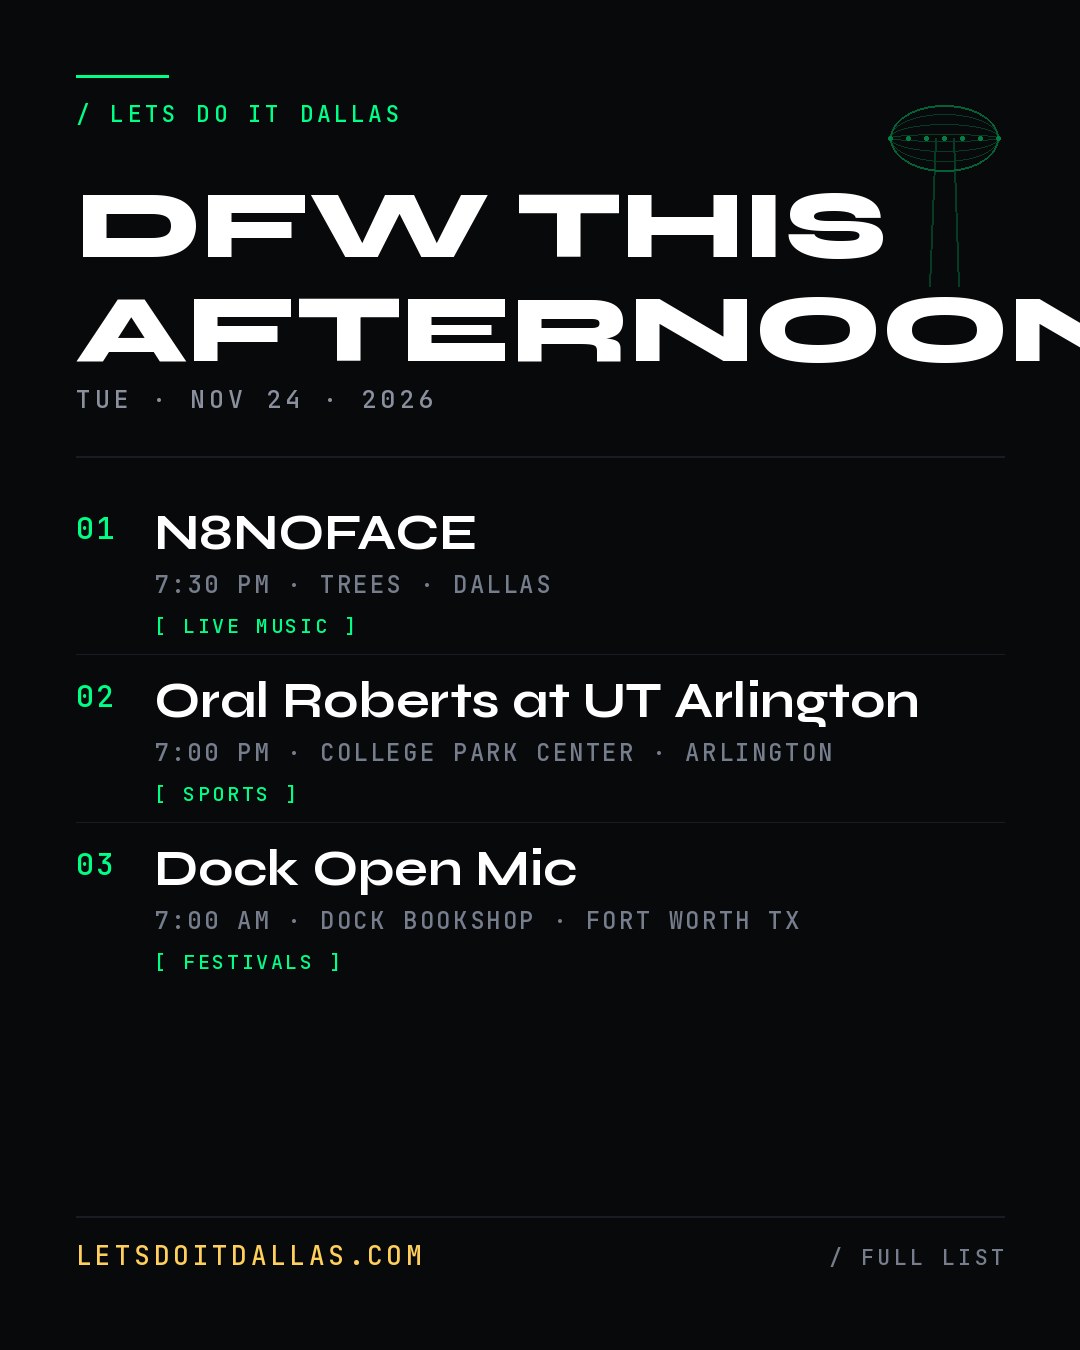 / LETS DO IT DALLAS
DFW THIS
AFTERNOON
TUE · NOV 24 · 2026
01 N8NOFACE
7:30 PM · TREES · DALLAS
[ LIVE MUSIC ]
02 Oral Roberts at UT Arlington
7:00 PM · COLLEGE PARK CENTER · ARLINGTON
[ SPORTS ]
03 Dock Open Mic
7:00 AM · DOCK BOOKSHOP · FORT WORTH TX
[ FESTIVALS ]
LETSDOITDALLAS.COM
/ FULL LIST